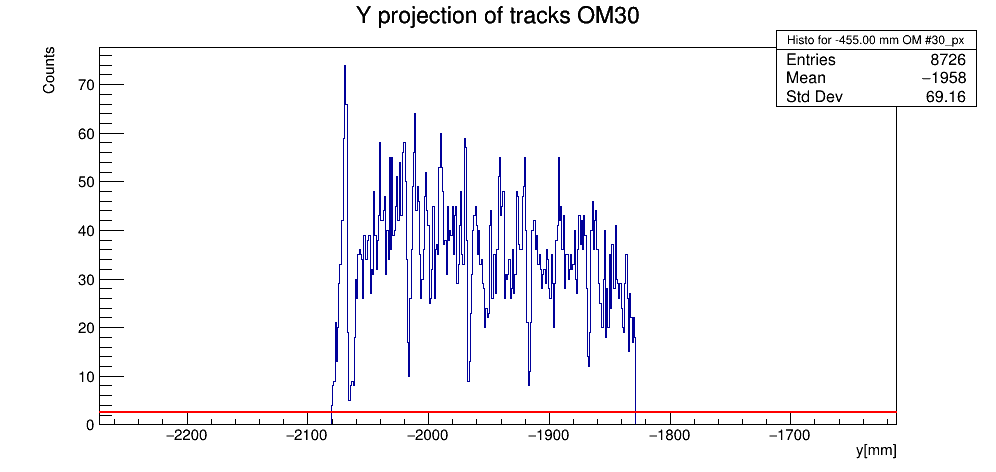 Y projection of tracks OM30
Histo for -455.00 mm OM #30_px
Entries 8726
Mean −1958
Std Dev 69.16
Counts
70
60
50
40
30
20
10
0
−2200 −2100 −2000 −1900 −1800 −1700
y[mm]